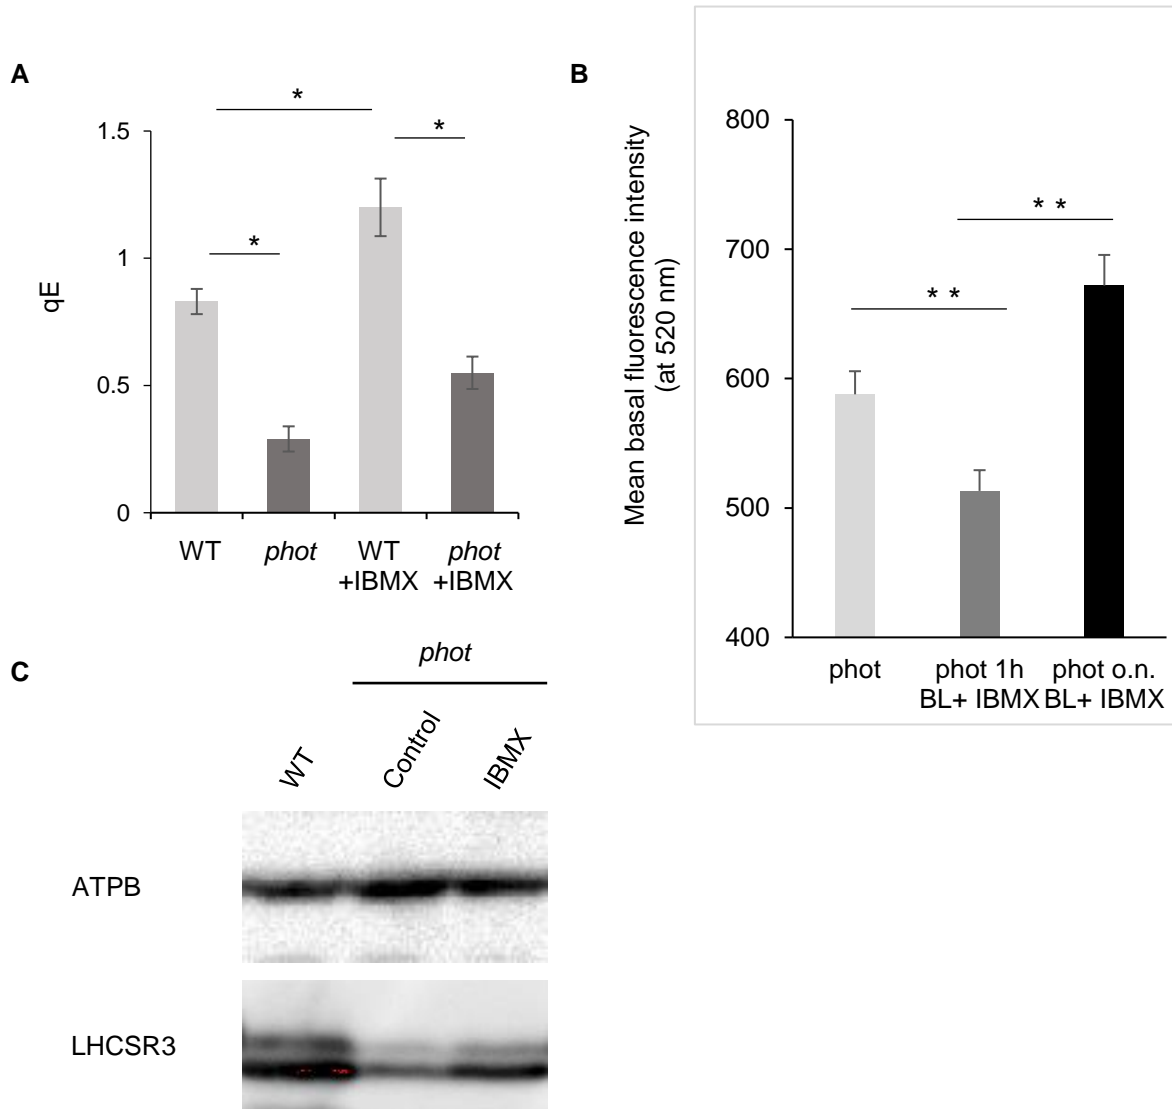 A
*
*
*
1.5
1
0.5
0
qE
WT
phot
WT
+IBMX
phot
+IBMX
B
800
700
600
500
400
Mean basal fluorescence intensity
(at 520 nm)
* *
* *
phot
phot 1h
BL+ IBMX
phot o.n.
BL+ IBMX
C
phot
WT
Control
IBMX
ATPB
LHCSR3